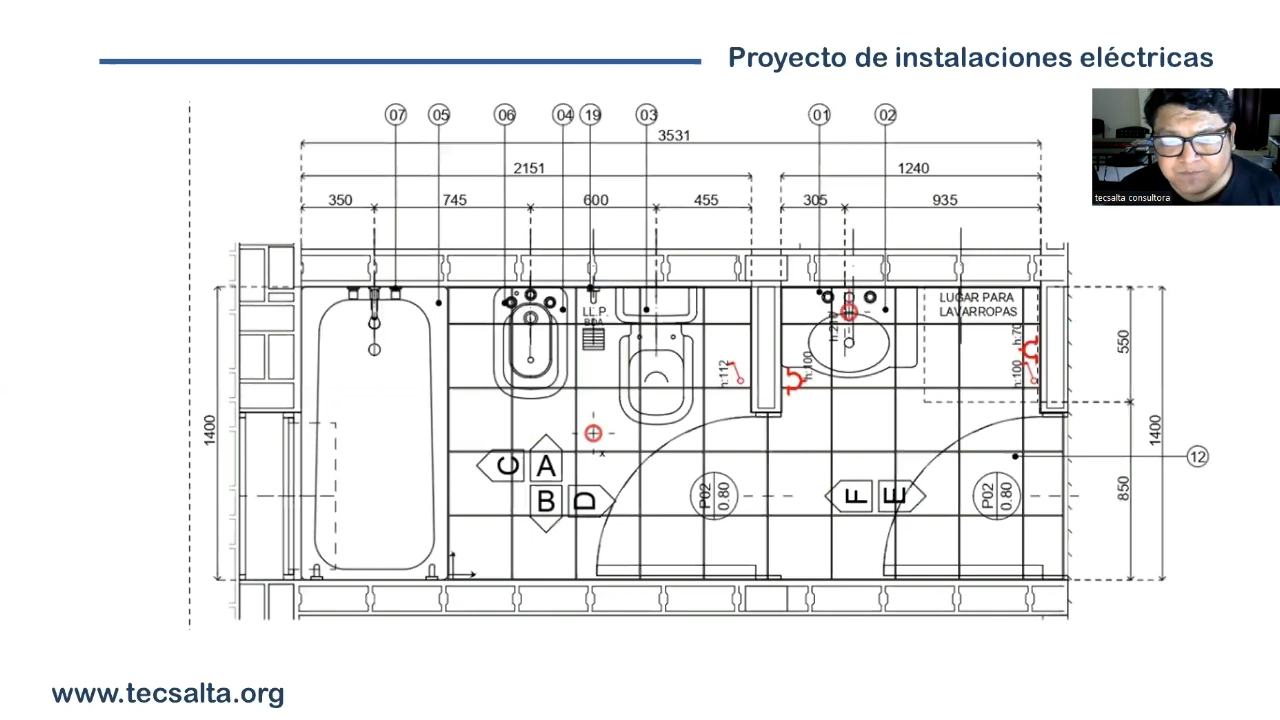 Proyecto de instalaciones eléctricas
tecsalta consultora
07 05 06 04 19 03 01 02
3531
2151 1240
350 745 600 455 305 935
LL. P.
BDA
LUGAR PARA
LAVARROPAS
h:70
h:100
h:112
h:100
550
1400
1400
850
12
C A
B D
F E
P02
0.80
P02
0.80
x
www.tecsalta.org